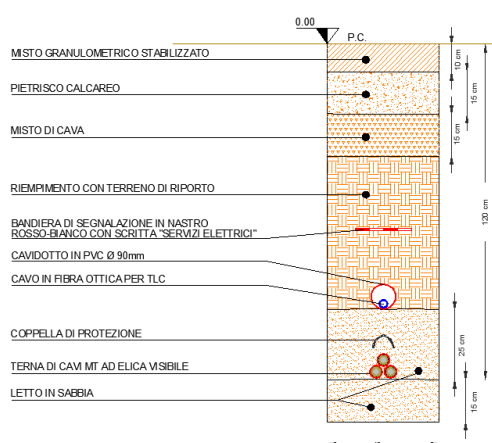 0.00
P.C.
MISTO GRANULOMETRICO STABILIZZATO
10 cm
PIETRISCO CALCAREO
15 cm
MISTO DI CAVA
15 cm
RIEMPIMENTO CON TERRENO DI RIPORTO
120 cm
BANDIERA DI SEGNALAZIONE IN NASTRO
ROSSO-BIANCO CON SCRITTA "SERVIZI ELETTRICI"
CAVIDOTTO IN PVC Ø 90mm
CAVO IN FIBRA OTTICA PER TLC
COPPELLA DI PROTEZIONE
25 cm
TERNA DI CAVI MT AD ELICA VISIBILE
LETTO IN SABBIA
15 cm